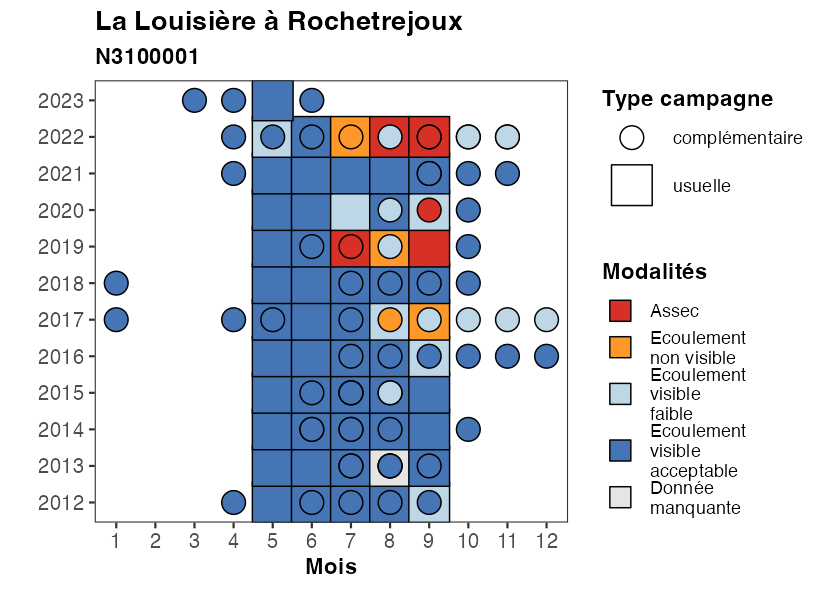 La Louisière à Rochetrejoux
N3100001
2023
2022
2021
2020
2019
2018
2017
2016
2015
2014
2013
2012
1 2 3 4 5 6 7 8 9 10 11 12
Mois
Type campagne
complémentaire
usuelle
Modalités
Assec
Ecoulement
non visible
Ecoulement
visible
faible
Ecoulement
visible
acceptable
Donnée
manquante